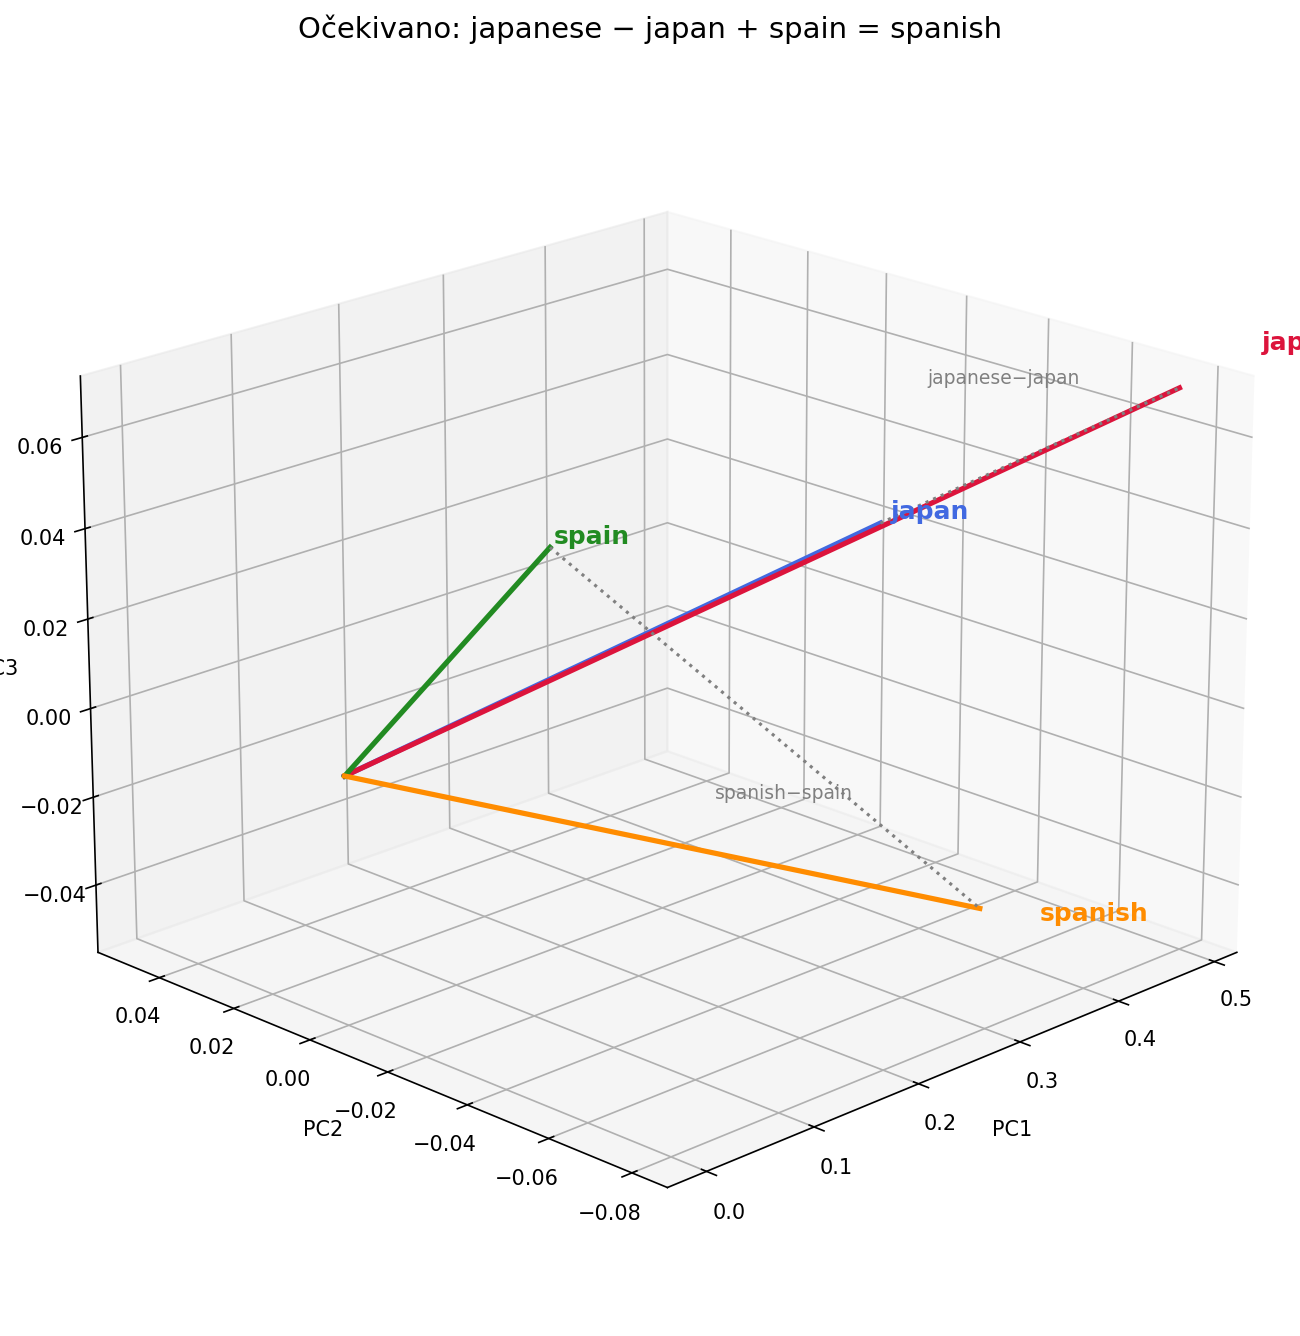 Očekivano: japanese − japan + spain = spanish
jap
japanese−japan
japan
spain
spanish−spain
spanish
0.06
0.04
0.02
C3
0.00
−0.02
−0.04
0.04
0.02
0.00
−0.02
−0.04
−0.06
−0.08
PC2
0.0
0.1
0.2
0.3
0.4
0.5
PC1